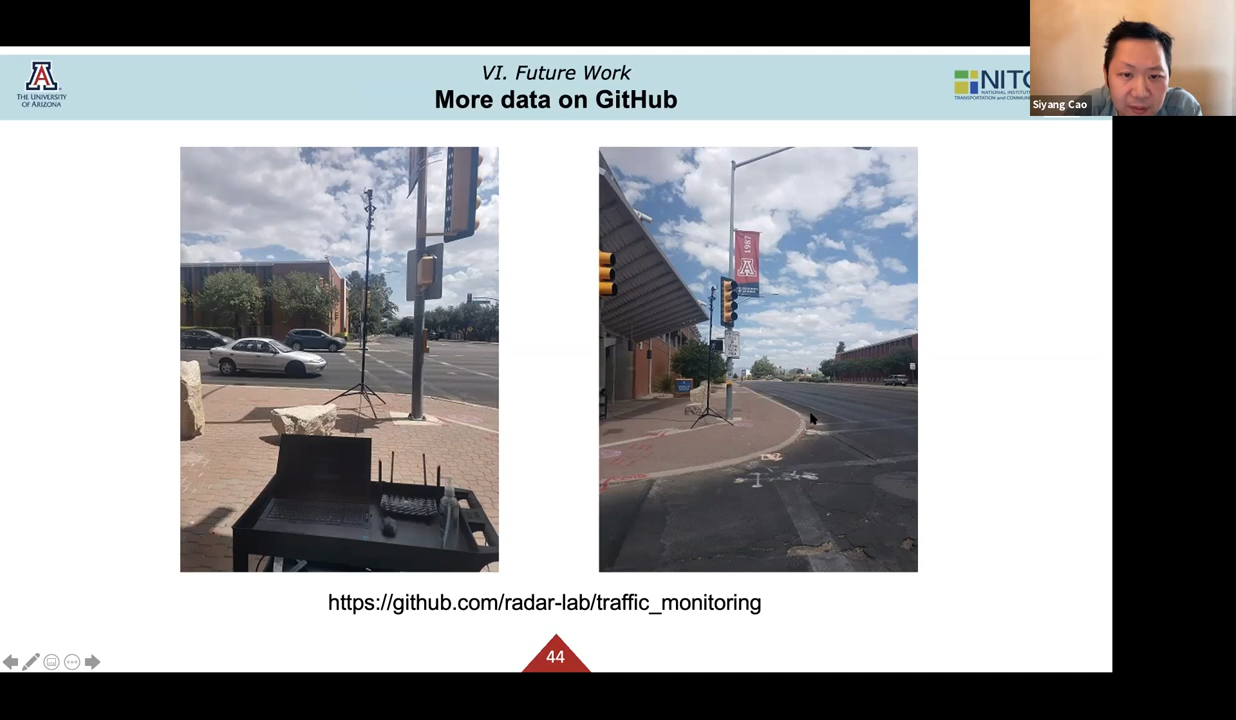 VI. Future Work
More data on GitHub
THE UNIVERSITY
OF ARIZONA
NITC
NATIONAL INSTITUTE
TRANSPORTATION and COMMUN
Siyang Cao
1987
https://github.com/radar-lab/traffic_monitoring
44